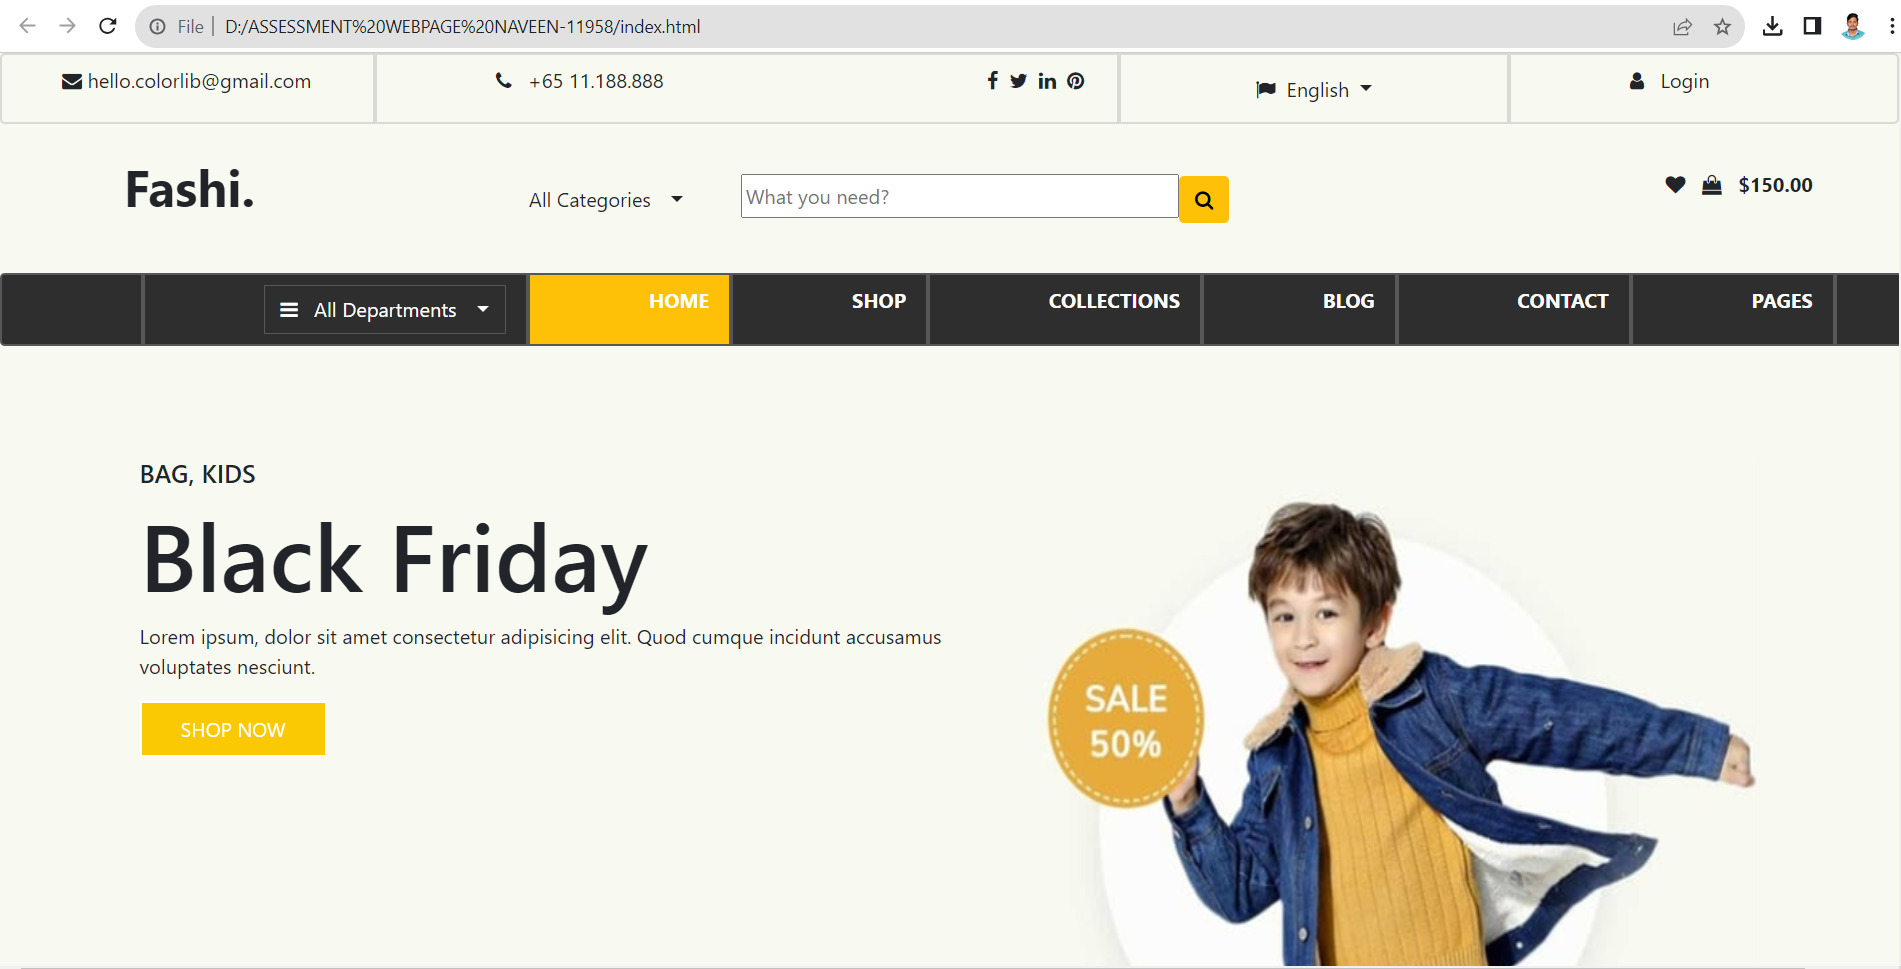 File D:/ASSESSMENT%20WEBPAGE%20NAVEEN-11958/index.html
hello.colorlib@gmail.com +65 11.188.888 English Login
Fashi. All Categories What you need? $150.00
All Departments HOME SHOP COLLECTIONS BLOG CONTACT PAGES
BAG, KIDS
Black Friday
Lorem ipsum, dolor sit amet consectetur adipisicing elit. Quod cumque incidunt accusamus
voluptates nesciunt.
SHOP NOW
SALE
50%